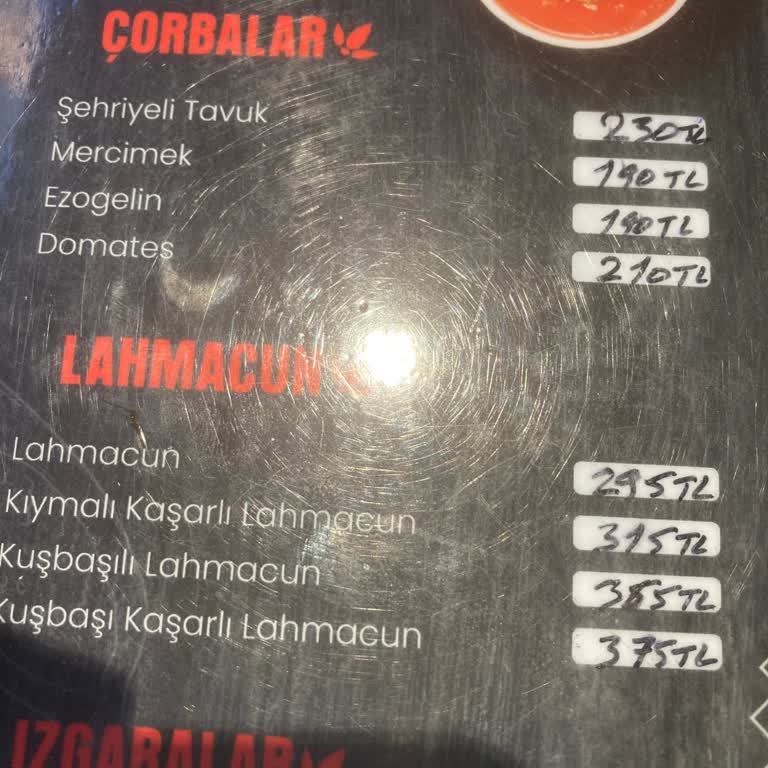 ÇORBALAR
Şehriyeli Tavuk 230TL
Mercimek 190TL
Ezogelin 190TL
Domates 210TL
LAHMACUN
Lahmacun 295TL
Kıymalı Kaşarlı Lahmacun 315TL
Kuşbaşılı Lahmacun
Kuşbaşı Kaşarlı Lahmacun 375TL
IZGARALAR